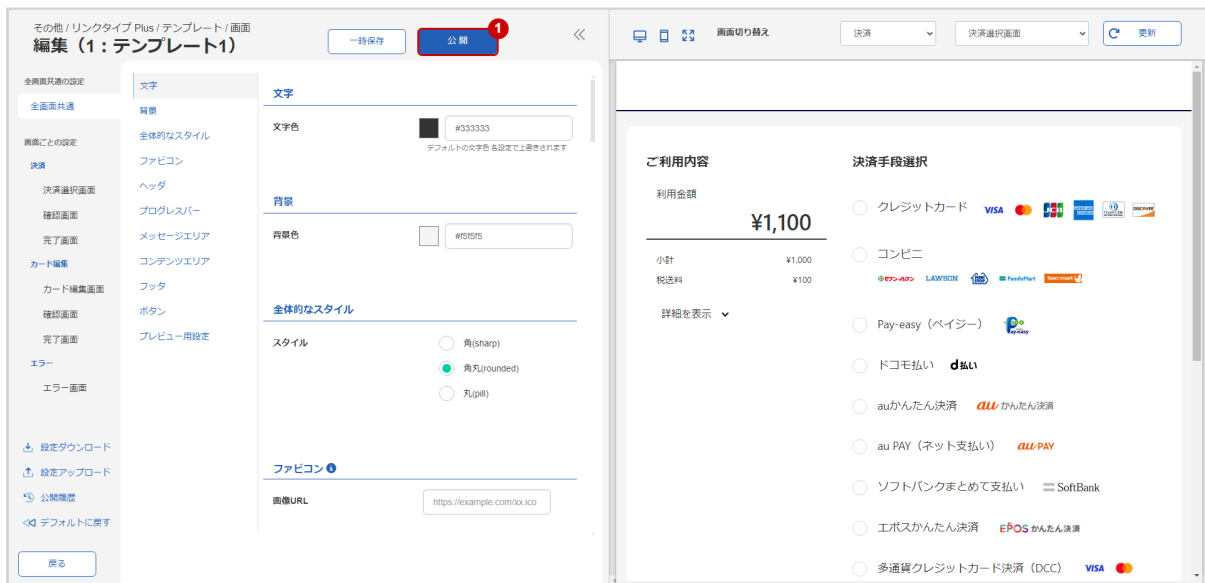 その他 / リンクタイプ Plus / テンプレート / 画面
編集（1：テンプレート1）
一時保存
公開
1
全画面共通の設定
全画面共通
画面ごとの設定
決済
決済選択画面
確認画面
完了画面
カード編集
カード編集画面
確認画面
完了画面
エラー
エラー画面
設定ダウンロード
設定アップロード
公開履歴
デフォルトに戻す
戻る
文字
背景
全体的なスタイル
ファビコン
ヘッダ
プログレスバー
メッセージエリア
コンテンツエリア
フッタ
ボタン
プレビュー用設定
文字
文字色
#333333
デフォルトの文字色 各設定で上書きされます
背景
背景色
#f5f5f5
全体的なスタイル
スタイル
角(sharp)
角丸(rounded)
丸(pill)
ファビコン
画像URL
https://example.com/xx.ico
画面切り替え
決済
決済選択画面
更新
ご利用内容
利用金額
¥1,100
小計 ¥1,000
税送料 ¥100
詳細を表示
決済手段選択
クレジットカード VISA JCB DISCOVER
コンビニ
セブン-イレブン LAWSON FamilyMart Seicomart
Pay-easy（ペイジー） Pay-easy
ドコモ払い d払い
auかんたん決済 au かんたん決済
au PAY（ネット支払い） au PAY
ソフトバンクまとめて支払い SoftBank
エポスかんたん決済 EPOS かんたん決済
多通貨クレジットカード決済（DCC） VISA